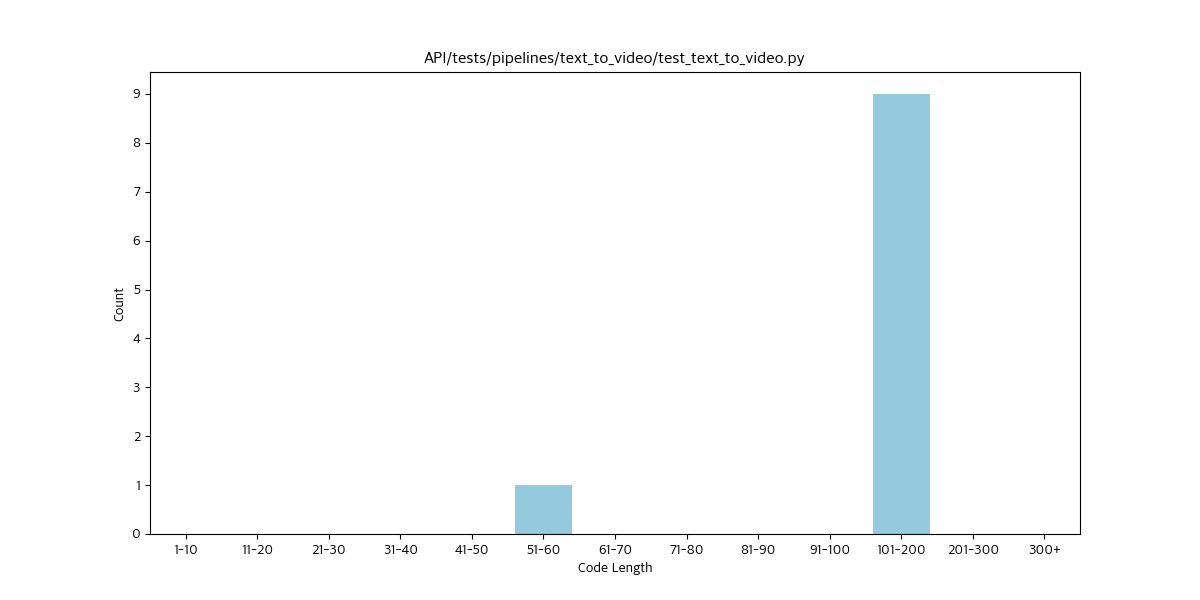 API/tests/pipelines/text_to_video/test_text_to_video.py
9
8
7
6
5
4
3
2
1
0
Count
1-10 11-20 21-30 31-40 41-50 51-60 61-70 71-80 81-90 91-100 101-200 201-300 300+
Code Length